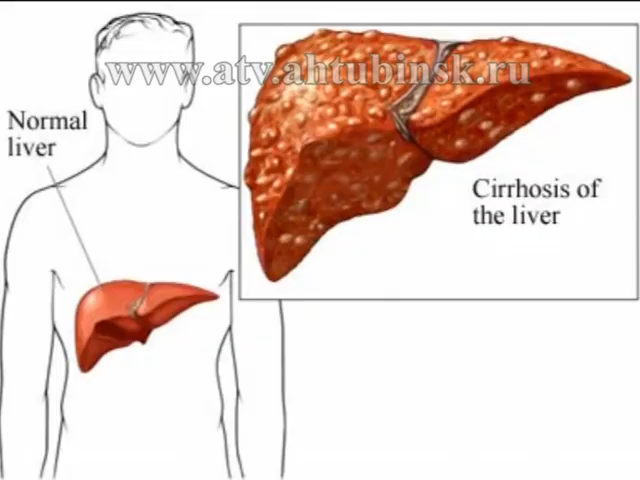 www.atv.ahtubinsk.ru
Normal
liver
Cirrhosis of
the liver